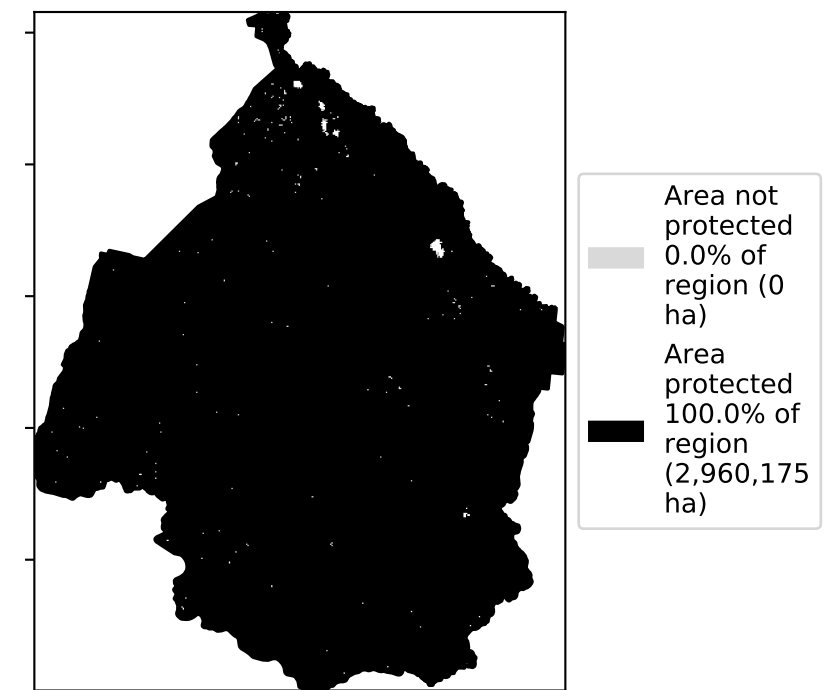 Area not
protected
0.0% of
region (0
ha)
Area
protected
100.0% of
region
(2,960,175
ha)